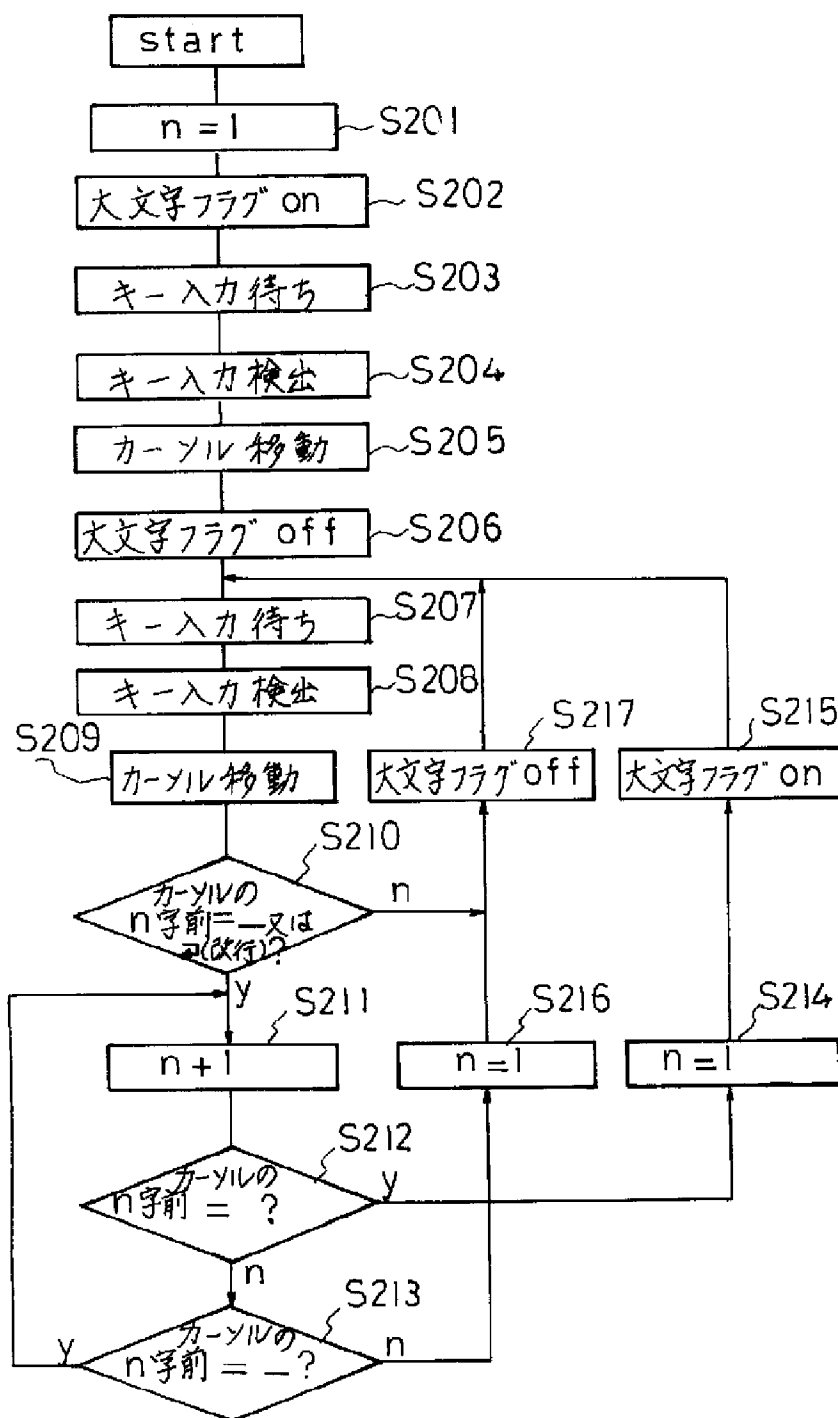 start
n = 1
S201
大文字フラグ on
S202
キー入力待ち
S203
キー入力検出
S204
カーソル移動
S205
大文字フラグ off
S206
キー入力待ち
S207
キー入力検出
S208
S209
カーソル移動
大文字フラグ off
S217
大文字フラグ on
S215
S210
カーソルの
n字前=_又は
(改行)?
n
y
S211
n + 1
S216
n = 1
S214
n = 1
S212
カーソルの
n字前 = ?
y
n
S213
カーソルの
n字前 = _?
y
n